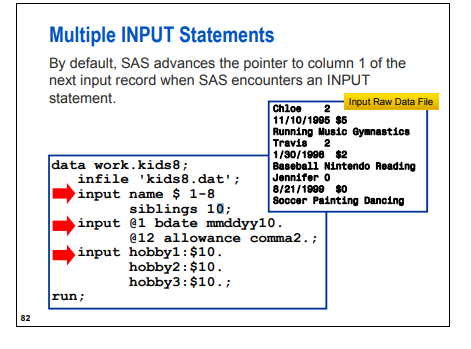 Multiple INPUT Statements
By default, SAS advances the pointer to column 1 of the
next input record when SAS encounters an INPUT
statement.
Input Raw Data File
Chloe    2
11/10/1995 $5
Running Music Gymnastics
Travis   2
1/30/1998  $2
Baseball Nintendo Reading
Jennifer 0
8/21/1999  $0
Soccer Painting Dancing
data work.kids8;
   infile 'kids8.dat';
   input name $ 1-8
         siblings 10;
   input @1 bdate mmddyy10.
         @12 allowance comma2.;
   input hobby1:$10.
         hobby2:$10.
         hobby3:$10.;
run;
82